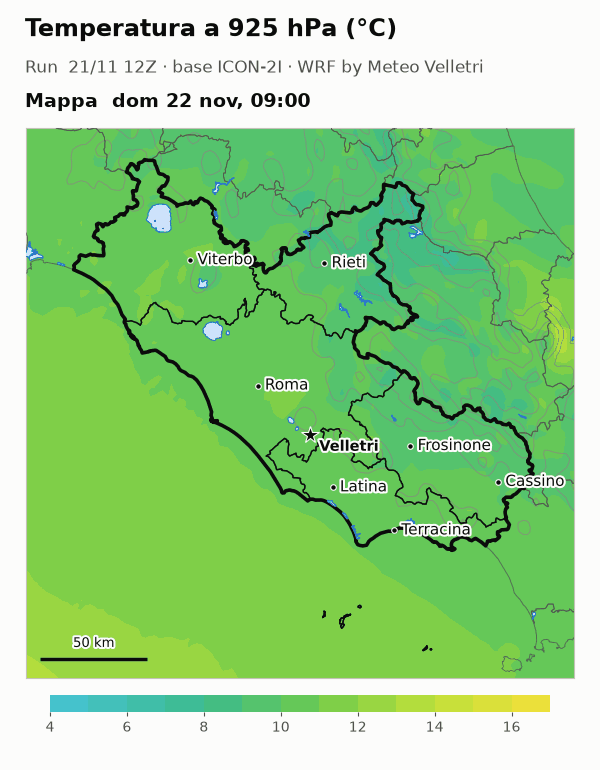 Temperatura a 925 hPa (°C)
Run  21/11 12Z · base ICON-2I · WRF by Meteo Velletri
Mappa  dom 22 nov, 09:00
Viterbo
Rieti
Roma
Velletri
Frosinone
Latina
Cassino
Terracina
50 km
4 6 8 10 12 14 16